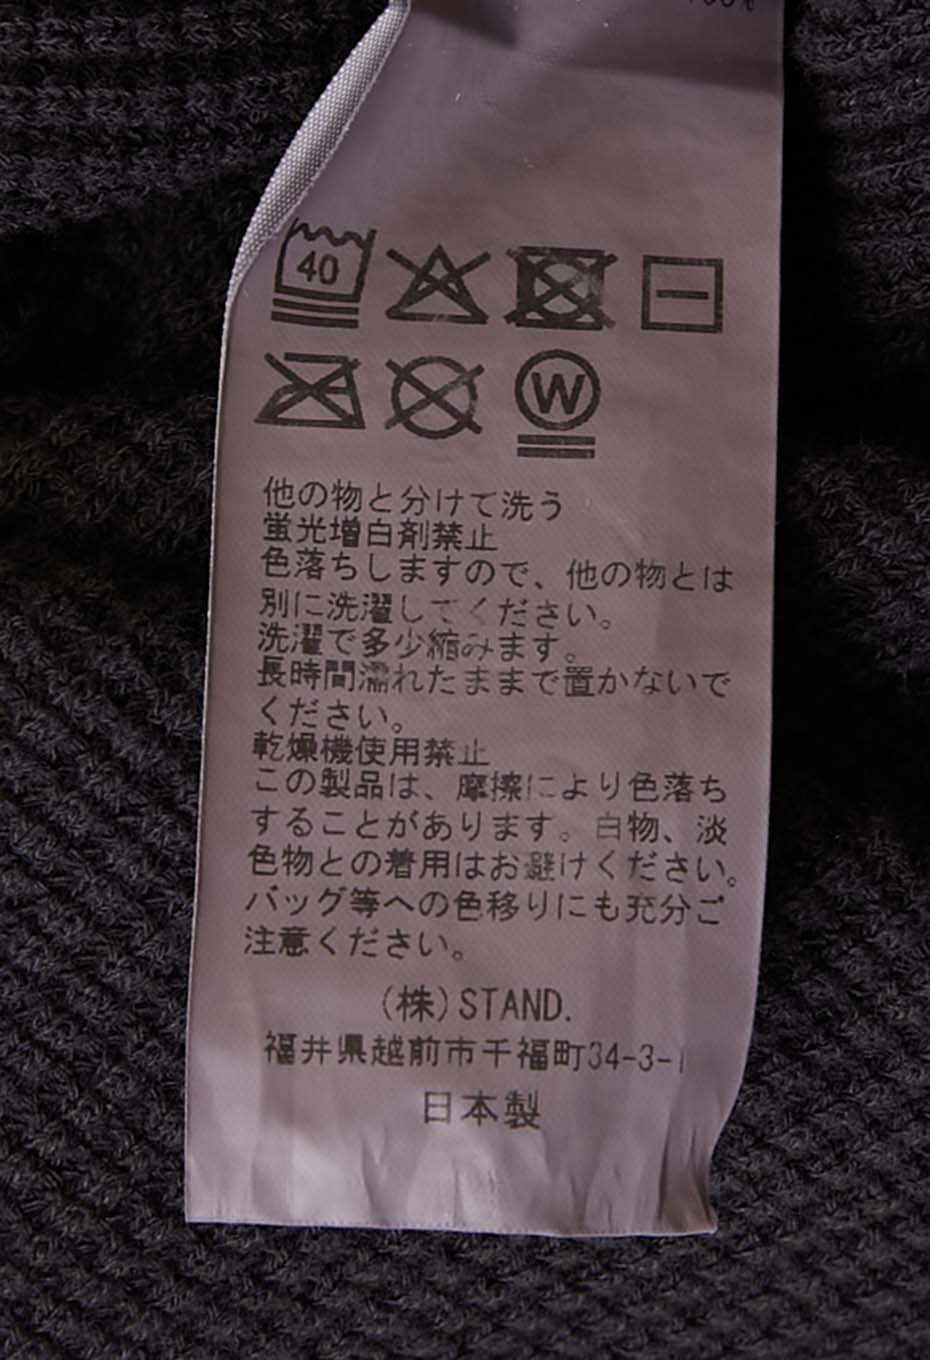 100%
40
W
他の物と分けて洗う
蛍光増白剤禁止
色落ちしますので、他の物とは
別に洗濯してください。
洗濯で多少縮みます。
長時間濡れたままで置かないで
ください。
乾燥機使用禁止
この製品は、摩擦により色落ち
することがあります。白物、淡
色物との着用はお避けください。
バッグ等への色移りにも充分ご
注意ください。
(株)STAND.
福井県越前市千福町34-3-1
日本製